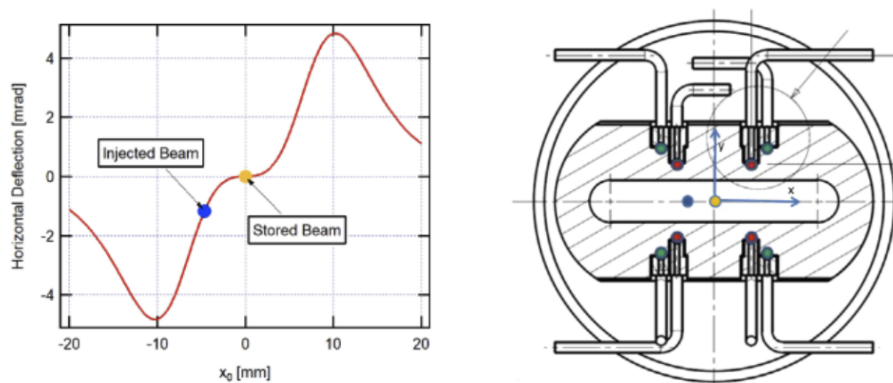 Horizontal Deflection [mrad]
4
2
0
-2
-4
Injected Beam
Stored Beam
-20
-10
0
10
20
x₀ [mm]
y
x